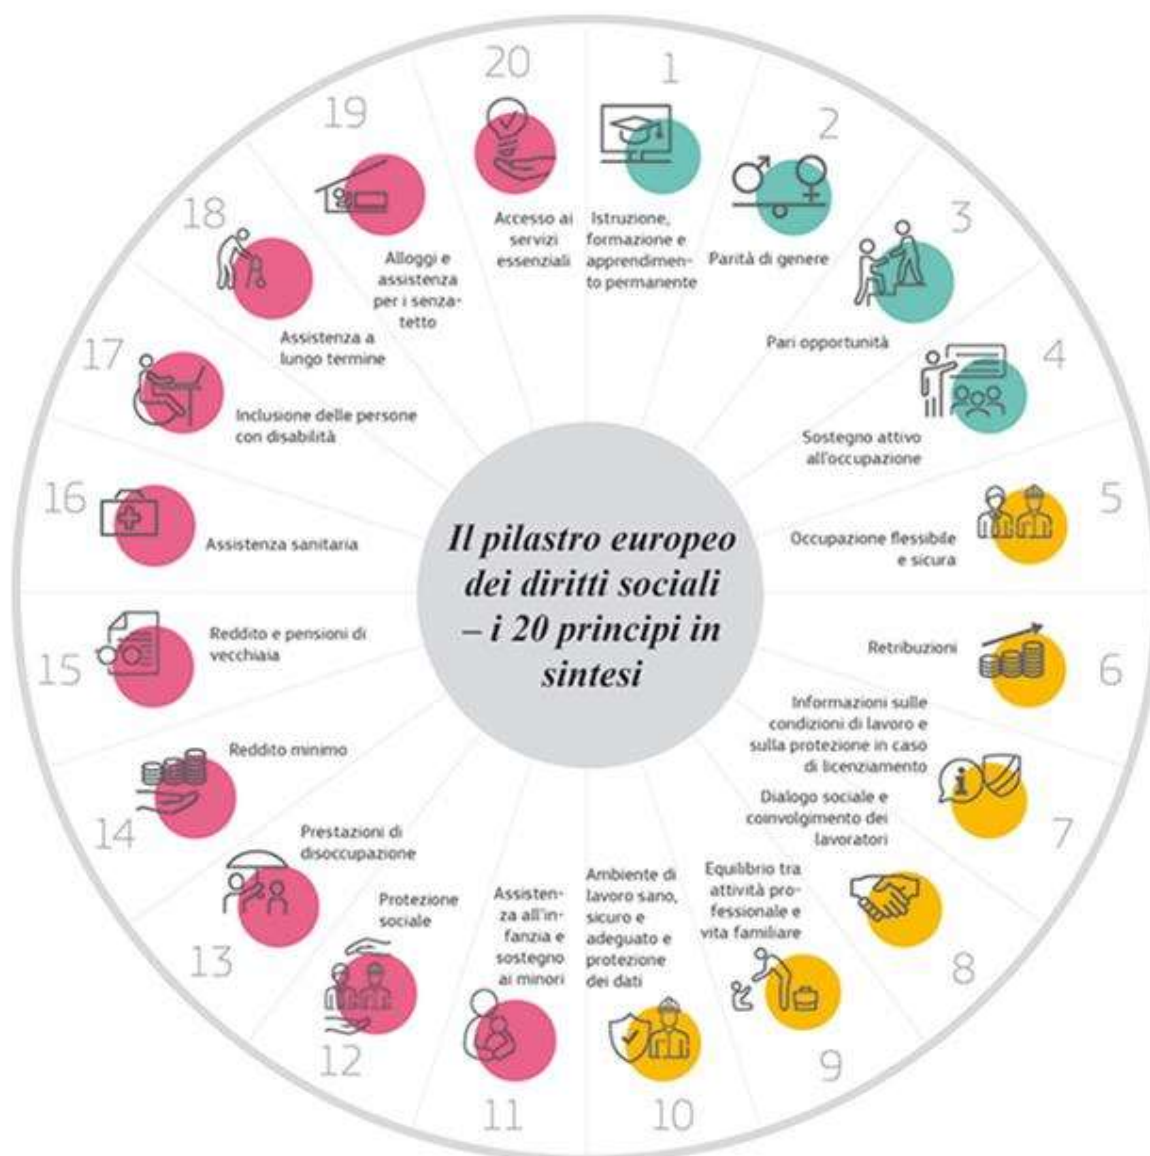 Il pilastro europeo
dei diritti sociali
– i 20 principi in
sintesi
1
Istruzione,
formazione e
apprendimen-
to permanente
2
Parità di genere
3
Pari opportunità
4
Sostegno attivo
all'occupazione
5
Occupazione flessibile
e sicura
6
Retribuzioni
7
Informazioni sulle
condizioni di lavoro e
sulla protezione in caso
di licenziamento
8
Dialogo sociale e
coinvolgimento dei
lavoratori
9
Equilibrio tra
attività pro-
fessionale e
vita familiare
10
Ambiente di
lavoro sano,
sicuro e
adeguato e
protezione
dei dati
11
Assisten-
za all'in-
fanzia e
sostegno
ai minori
12
Protezione
sociale
13
Prestazioni di
disoccupazione
14
Reddito minimo
15
Reddito e pensioni di
vecchiaia
16
Assistenza sanitaria
17
Inclusione delle persone
con disabilità
18
Assistenza a
lungo termine
19
Alloggi e
assistenza
per i senza-
tetto
20
Accesso ai
servizi
essenziali